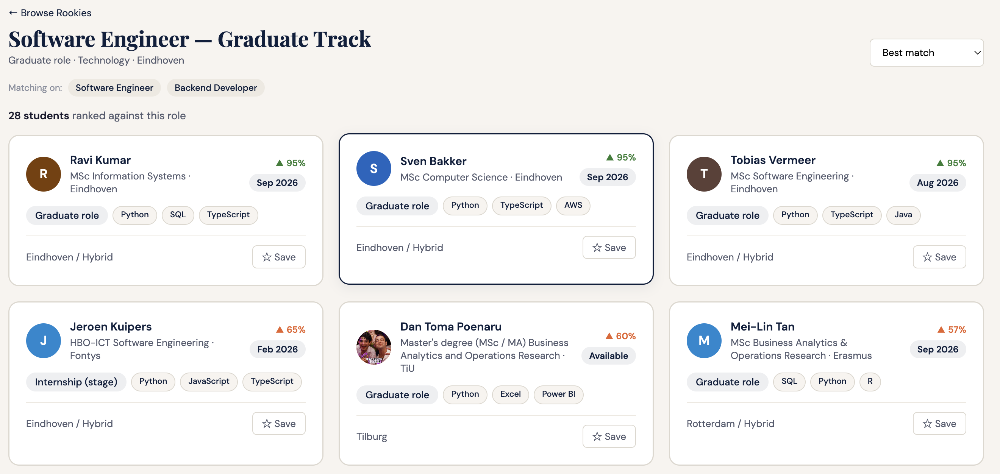 ← Browse Rookies
Software Engineer — Graduate Track
Graduate role · Technology · Eindhoven
Best match
Matching on: Software Engineer Backend Developer
28 students ranked against this role
R
Ravi Kumar
MSc Information Systems ·
Eindhoven
▲ 95%
Sep 2026
Graduate role Python SQL TypeScript
Eindhoven / Hybrid
☆ Save
S
Sven Bakker
MSc Computer Science · Eindhoven
▲ 95%
Sep 2026
Graduate role Python TypeScript AWS
Eindhoven / Hybrid
☆ Save
T
Tobias Vermeer
MSc Software Engineering ·
Eindhoven
▲ 95%
Aug 2026
Graduate role Python TypeScript Java
Eindhoven / Hybrid
☆ Save
J
Jeroen Kuipers
HBO-ICT Software Engineering ·
Fontys
▲ 65%
Feb 2026
Internship (stage) Python JavaScript TypeScript
Eindhoven / Hybrid
☆ Save
Dan Toma Poenaru
Master's degree (MSc / MA) Business
Analytics and Operations Research ·
TiU
▲ 60%
Available
Graduate role Python Excel Power BI
Tilburg
☆ Save
M
Mei-Lin Tan
MSc Business Analytics &
Operations Research · Erasmus
▲ 57%
Sep 2026
Graduate role SQL Python R
Rotterdam / Hybrid
☆ Save